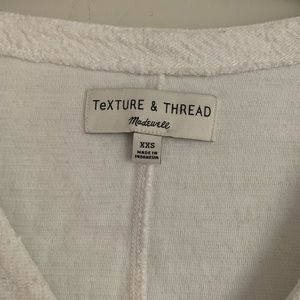 TeXTURE & THREAD
Madewell
XXS
MADE IN
INDONESIA